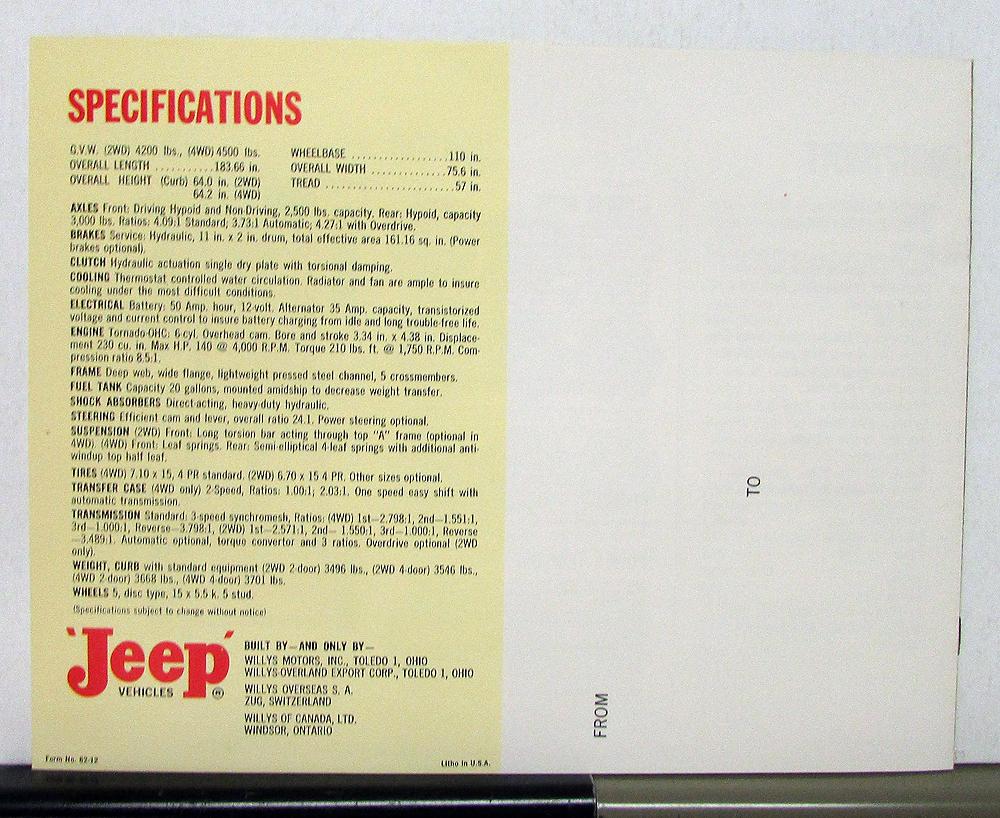 SPECIFICATIONS
G.V.W. (2WD) 4200 lbs., (4WD) 4500 lbs.
OVERALL LENGTH ...........183.66 in.
OVERALL HEIGHT (Curb) 64.0 in. (2WD)
64.2 in. (4WD)
WHEELBASE ..................110 in.
OVERALL WIDTH ..............75.6 in.
TREAD ........................57 in.
AXLES Front: Driving Hypoid and Non-Driving, 2,500 lbs. capacity. Rear: Hypoid, capacity
3,000 lbs. Ratios: 4.09:1 Standard; 3.73:1 Automatic; 4.27:1 with Overdrive.
BRAKES Service: Hydraulic, 11 in. x 2 in. drum, total effective area 161.16 sq. in. (Power
brakes optional).
CLUTCH Hydraulic actuation single dry plate with torsional damping.
COOLING Thermostat controlled water circulation. Radiator and fan are ample to insure
cooling under the most difficult conditions.
ELECTRICAL Battery: 50 Amp. hour, 12-volt. Alternator 35 Amp. capacity, transistorized
voltage and current control to insure battery charging from idle and long trouble-free life.
ENGINE Tornado-OHC: 6-cyl. Overhead cam. Bore and stroke 3.34 in. x 4.38 in. Displace-
ment 230 cu. in. Max H.P. 140 @ 4,000 R.P.M. Torque 210 lbs. ft. @ 1,750 R.P.M. Com-
pression ratio 8.5:1.
FRAME Deep web, wide flange, lightweight pressed steel channel, 5 crossmembers.
FUEL TANK Capacity 20 gallons, mounted amidship to decrease weight transfer.
SHOCK ABSORBERS Direct-acting, heavy-duty hydraulic.
STEERING Efficient cam and lever, overall ratio 24.1. Power steering optional.
SUSPENSION (2WD) Front: Long torsion bar acting through top "A" frame (optional in
4WD). (4WD) Front: Leaf springs. Rear: Semi-elliptical 4-leaf springs with additional anti-
windup top half leaf.
TIRES (4WD) 7.10 x 15, 4 PR standard. (2WD) 6.70 x 15 4 PR. Other sizes optional.
TRANSFER CASE (4WD only) 2-Speed, Ratios: 1.00:1; 2.03:1. One speed easy shift with
automatic transmission.
TRANSMISSION Standard: 3-speed synchromesh, Ratios: (4WD) 1st—2.798:1, 2nd—1.551:1,
3rd—1.000:1, Reverse—3.798:1, (2WD) 1st—2.571:1, 2nd— 1.550:1, 3rd—1.000:1, Reverse
—3.489:1. Automatic optional, torque convertor and 3 ratios. Overdrive optional (2WD
only).
WEIGHT, CURB with standard equipment (2WD 2-door) 3496 lbs., (2WD 4-door) 3546 lbs.,
(4WD 2-door) 3668 lbs., (4WD 4-door) 3701 lbs.
WHEELS 5, disc type, 15 x 5.5 k. 5 stud.
(Specifications subject to change without notice)
'Jeep'
VEHICLES ®
BUILT BY—AND ONLY BY—
WILLYS MOTORS, INC., TOLEDO 1, OHIO
WILLYS-OVERLAND EXPORT CORP., TOLEDO 1, OHIO
WILLYS OVERSEAS S. A.
ZUG, SWITZERLAND
WILLYS OF CANADA, LTD.
WINDSOR, ONTARIO
Form No. 62-12
Litho in U.S.A.
FROM
TO